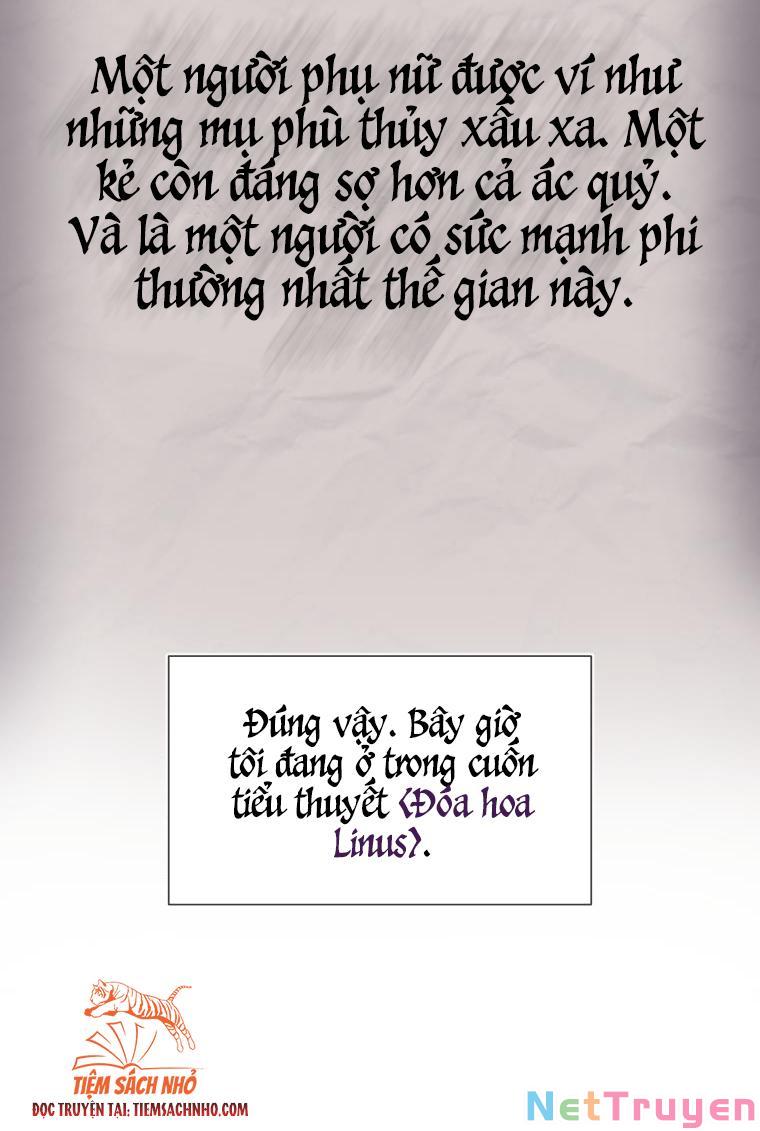 Một người phụ nữ được ví như
những mụ phù thủy xấu xa. Một
kẻ còn đáng sợ hơn cả ác quỷ.
Và là một người có sức mạnh phi
thường nhất thế gian này.
Đúng vậy. Bây giờ
tôi đang ở trong cuốn
tiểu thuyết <Đóa hoa
Linus>.
TIỆM SÁCH NHỎ
ĐỌC TRUYỆN TẠI: TIEMSACHNHO.COM
NETTRUYEN